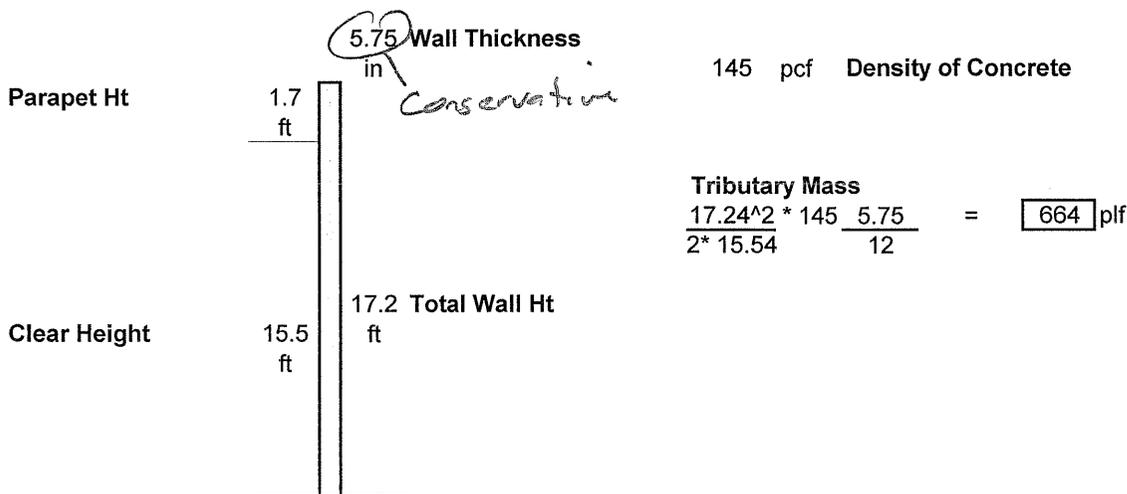 5.75 Wall Thickness
in
Conservative
145 pcf Density of Concrete
Parapet Ht 1.7
ft
Tributary Mass
17.24^2 * 145 5.75 = 664 plf
2* 15.54 12
17.2 Total Wall Ht
ft
Clear Height 15.5
ft